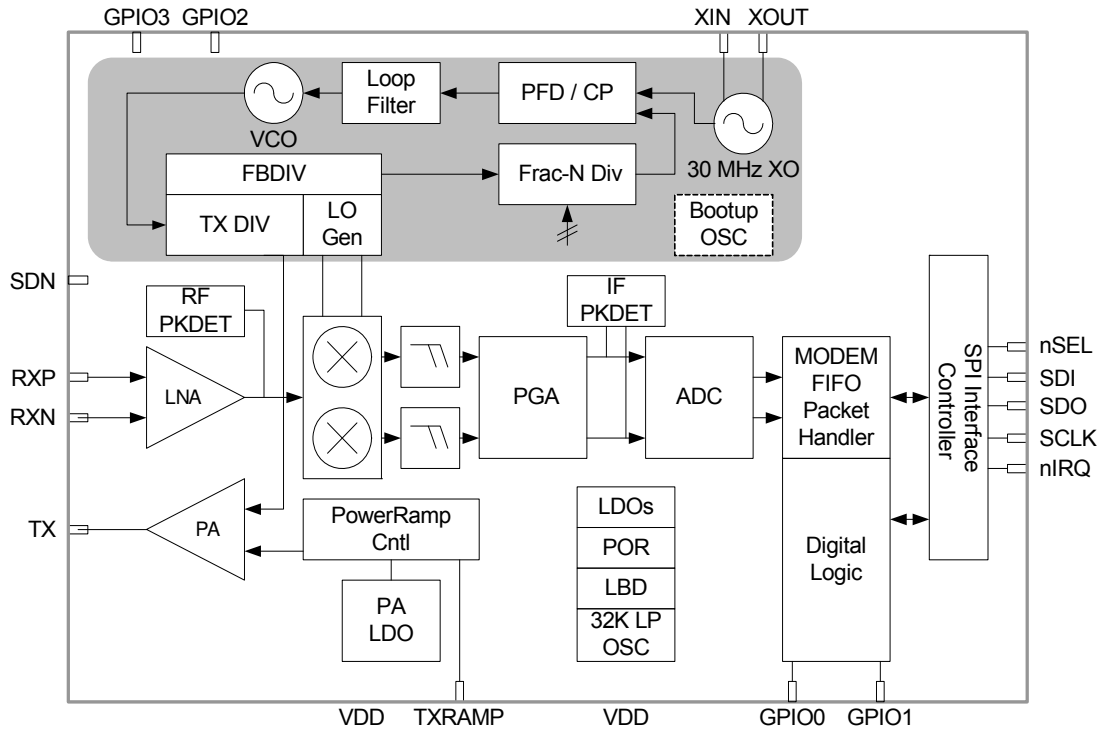 GPIO3 GPIO2
XIN XOUT
Loop
Filter
PFD / CP
VCO
30 MHz XO
FBDIV
Frac-N Div
TX DIV
LO
Gen
Bootup
OSC
SDN
RF
PKDET
IF
PKDET
RXP
RXN
LNA
PGA
ADC
MODEM
FIFO
Packet
Handler
SPI Interface
Controller
nSEL
SDI
SDO
SCLK
nIRQ
TX
PA
PowerRamp
Cntl
PA
LDO
LDOs
POR
LBD
32K LP
OSC
Digital
Logic
VDD TXRAMP VDD GPIO0 GPIO1